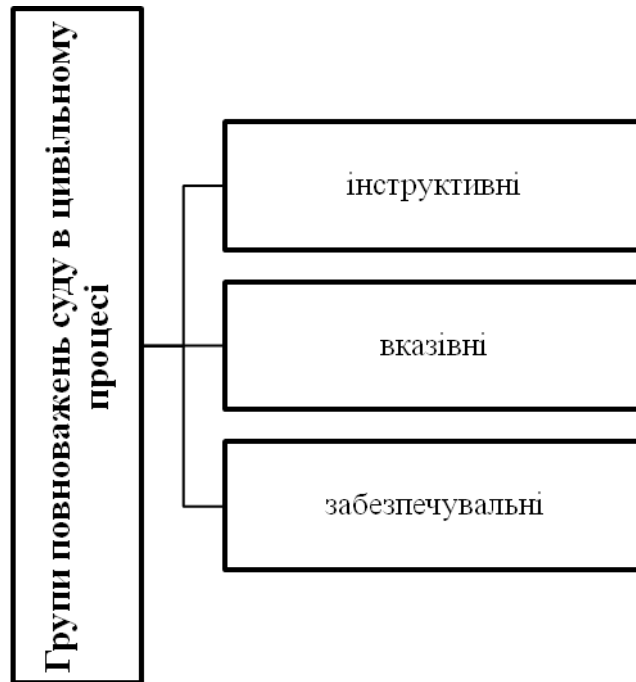 Групи повноважень суду в цивільному
процесі
інструктивні
вказівні
забезпечувальні